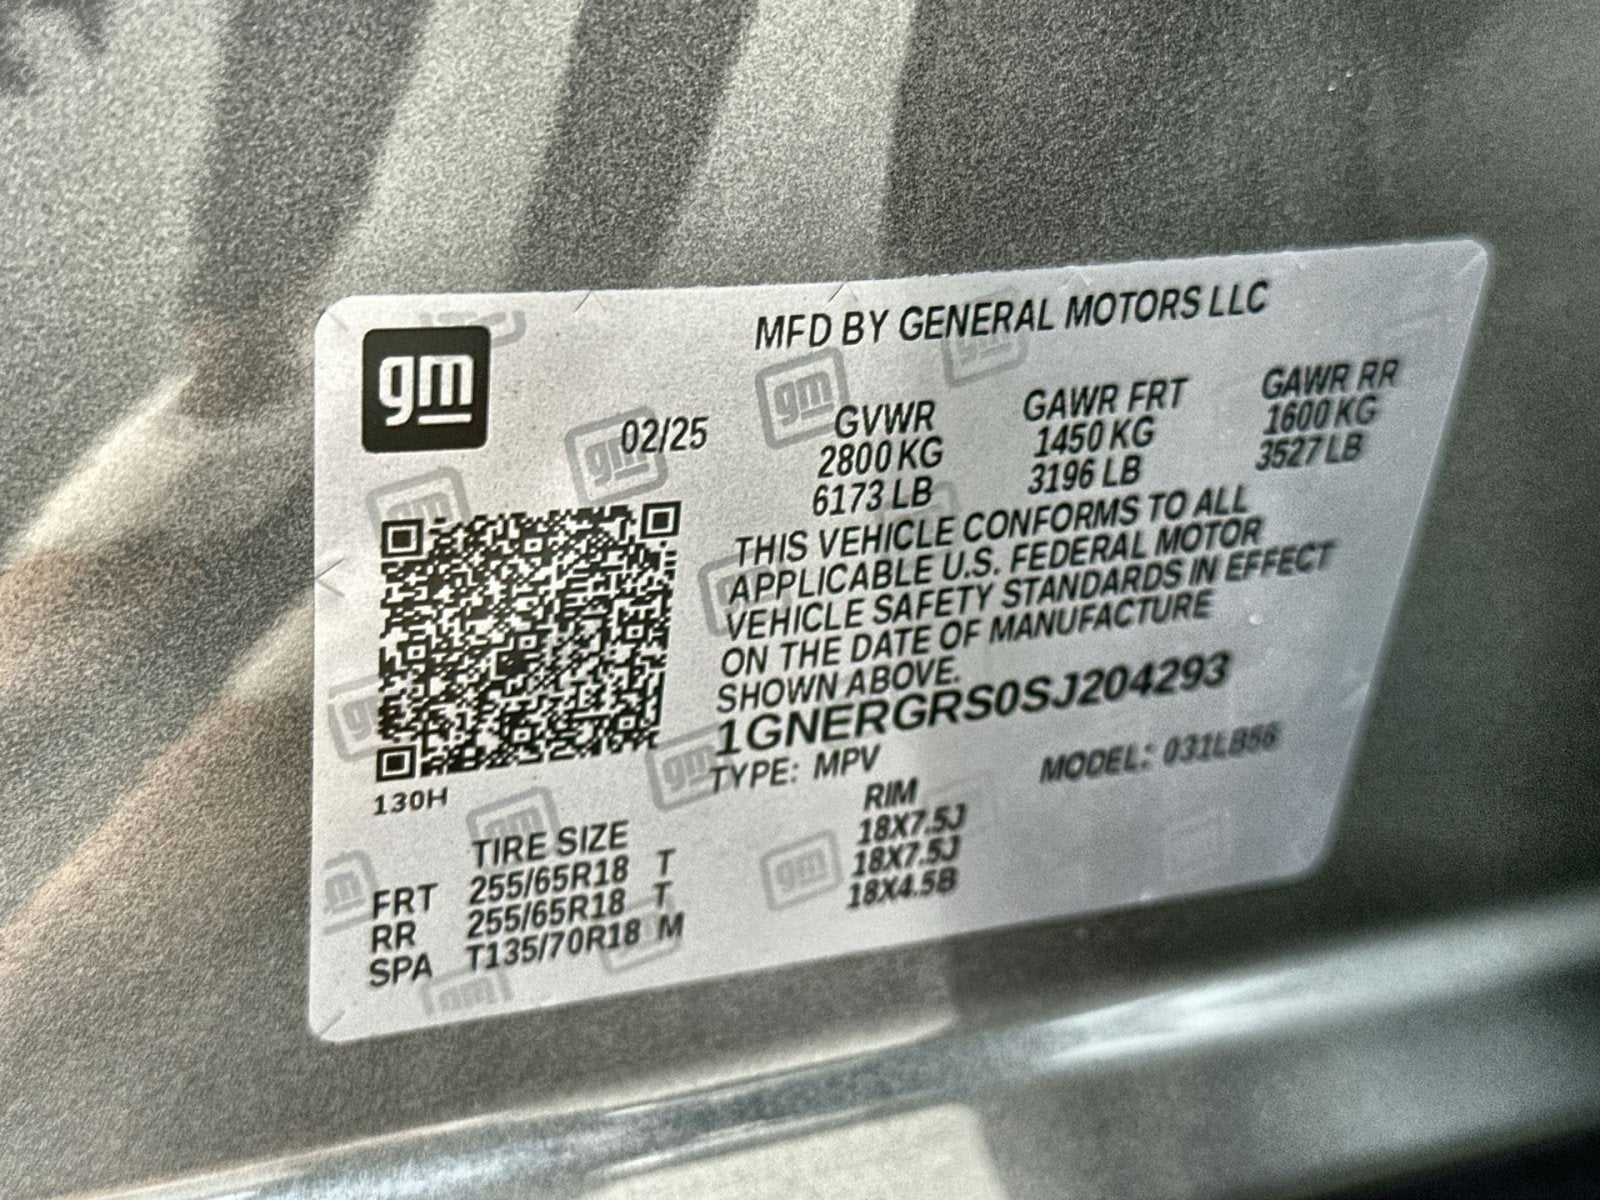 gm
MFD BY GENERAL MOTORS LLC
02/25
GVWR GAWR FRT GAWR RR
2800 KG 1450 KG 1600 KG
6173 LB 3196 LB 3527 LB
THIS VEHICLE CONFORMS TO ALL
APPLICABLE U.S. FEDERAL MOTOR
VEHICLE SAFETY STANDARDS IN EFFECT
ON THE DATE OF MANUFACTURE
SHOWN ABOVE.
1GNERGRS0SJ204293
TYPE: MPV MODEL: 031LB56
130H
TIRE SIZE RIM
FRT 255/65R18 T 18X7.5J
RR 255/65R18 T 18X7.5J
SPA T135/70R18 M 18X4.5B